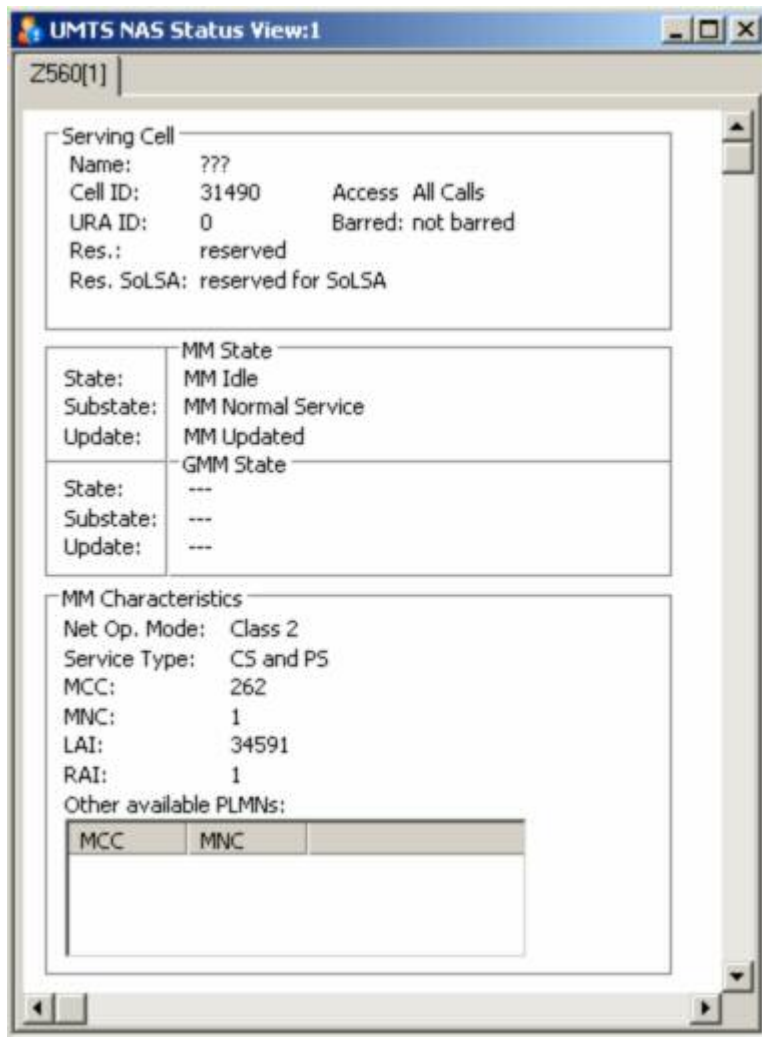 UMTS NAS Status View:1
Z560[1]
Serving Cell
Name: ???
Cell ID: 31490 Access All Calls
URA ID: 0 Barred: not barred
Res.: reserved
Res. SoLSA: reserved for SoLSA
MM State
State: MM Idle
Substate: MM Normal Service
Update: MM Updated
GMM State
State: ---
Substate: ---
Update: ---
MM Characteristics
Net Op. Mode: Class 2
Service Type: CS and PS
MCC: 262
MNC: 1
LAI: 34591
RAI: 1
Other available PLMNs:
MCC MNC